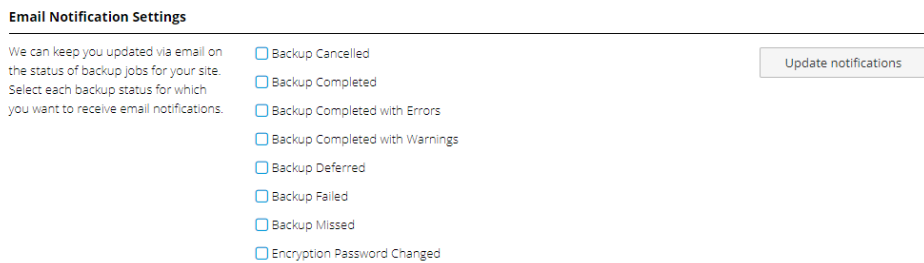 Email Notification Settings
We can keep you updated via email on
the status of backup jobs for your site.
Select each backup status for which
you want to receive email notifications.
Backup Cancelled
Backup Completed
Backup Completed with Errors
Backup Completed with Warnings
Backup Deferred
Backup Failed
Backup Missed
Encryption Password Changed
Update notifications